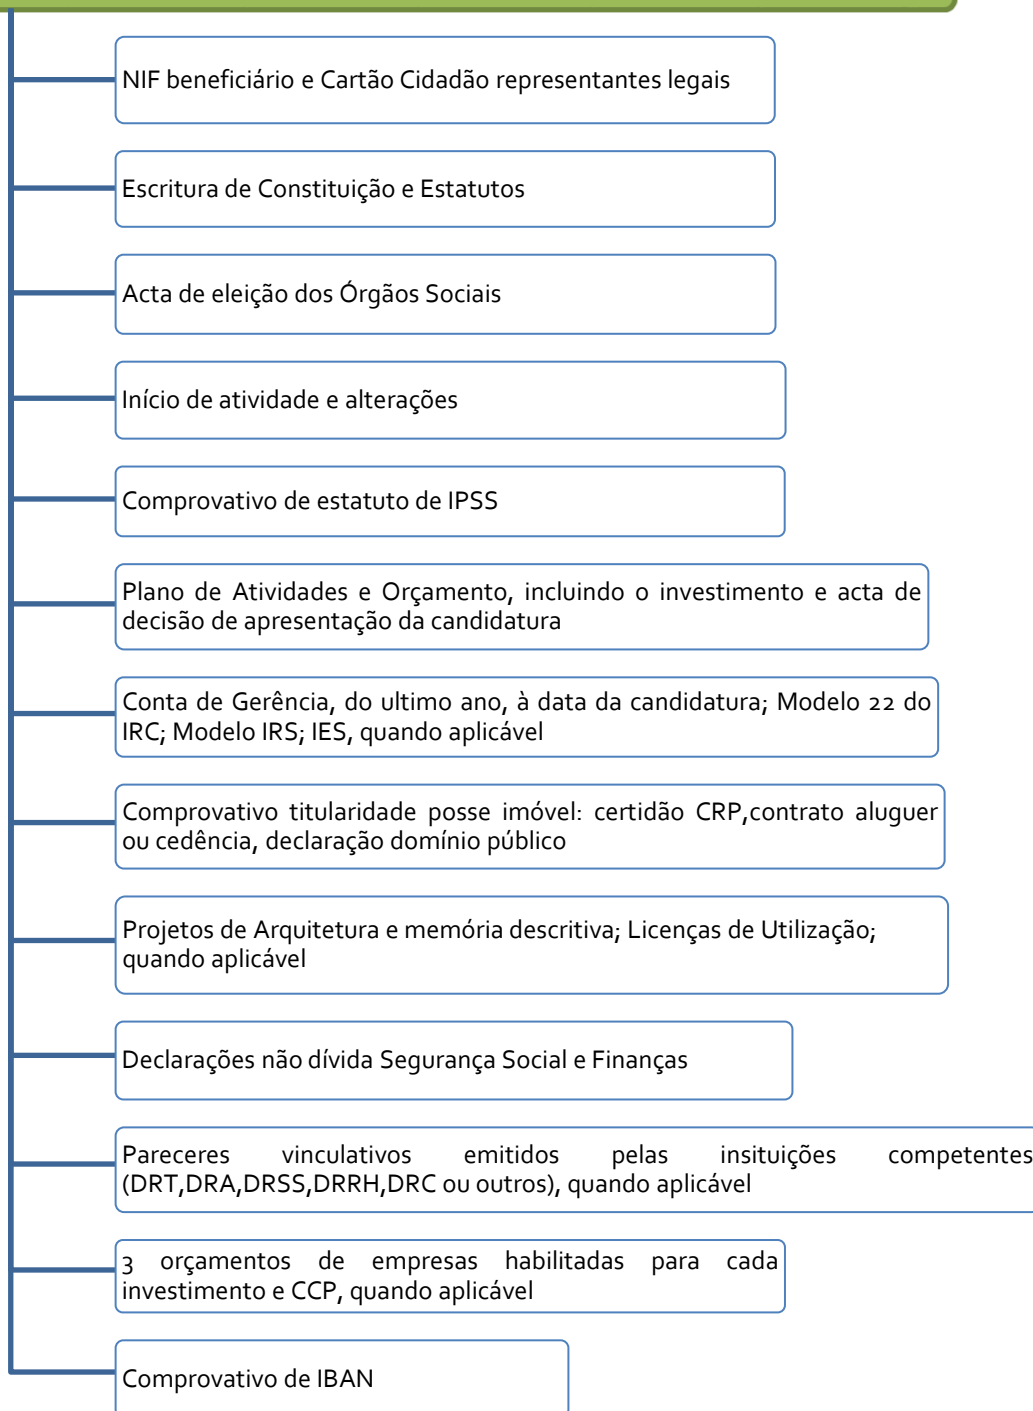 NIF beneficiário e Cartão Cidadão representantes legais
Escritura de Constituição e Estatutos
Acta de eleição dos Órgãos Sociais
Início de atividade e alterações
Comprovativo de estatuto de IPSS
Plano de Atividades e Orçamento, incluindo o investimento e acta de
decisão de apresentação da candidatura
Conta de Gerência, do ultimo ano, à data da candidatura; Modelo 22 do
IRC; Modelo IRS; IES, quando aplicável
Comprovativo titularidade posse imóvel: certidão CRP,contrato aluguer
ou cedência, declaração domínio público
Projetos de Arquitetura e memória descritiva; Licenças de Utilização;
quando aplicável
Declarações não dívida Segurança Social e Finanças
Pareceres vinculativos emitidos pelas insituições competentes
(DRT,DRA,DRSS,DRRH,DRC ou outros), quando aplicável
3 orçamentos de empresas habilitadas para cada
investimento e CCP, quando aplicável
Comprovativo de IBAN